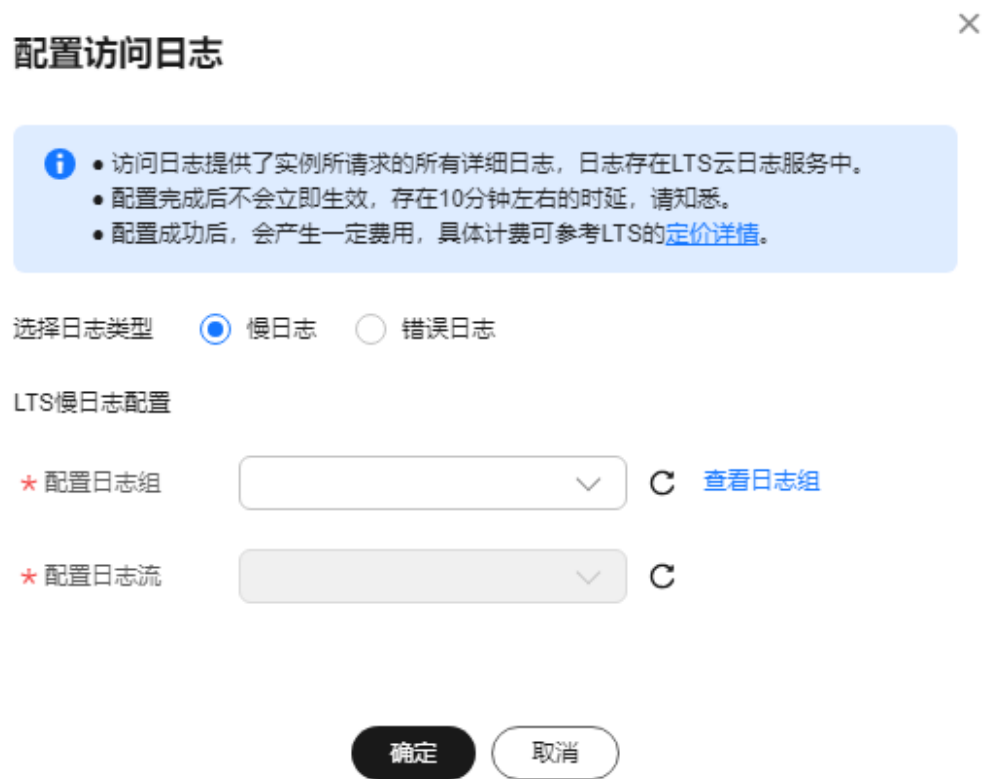 配置访问日志
● 访问日志提供了实例所请求的所有详细日志，日志存在LTS云日志服务中。
● 配置完成后不会立即生效，存在10分钟左右的时延，请知悉。
● 配置成功后，会产生一定费用，具体计费可参考LTS的定价详情。
选择日志类型 慢日志 错误日志
LTS慢日志配置
* 配置日志组 查看日志组
* 配置日志流
确定 取消